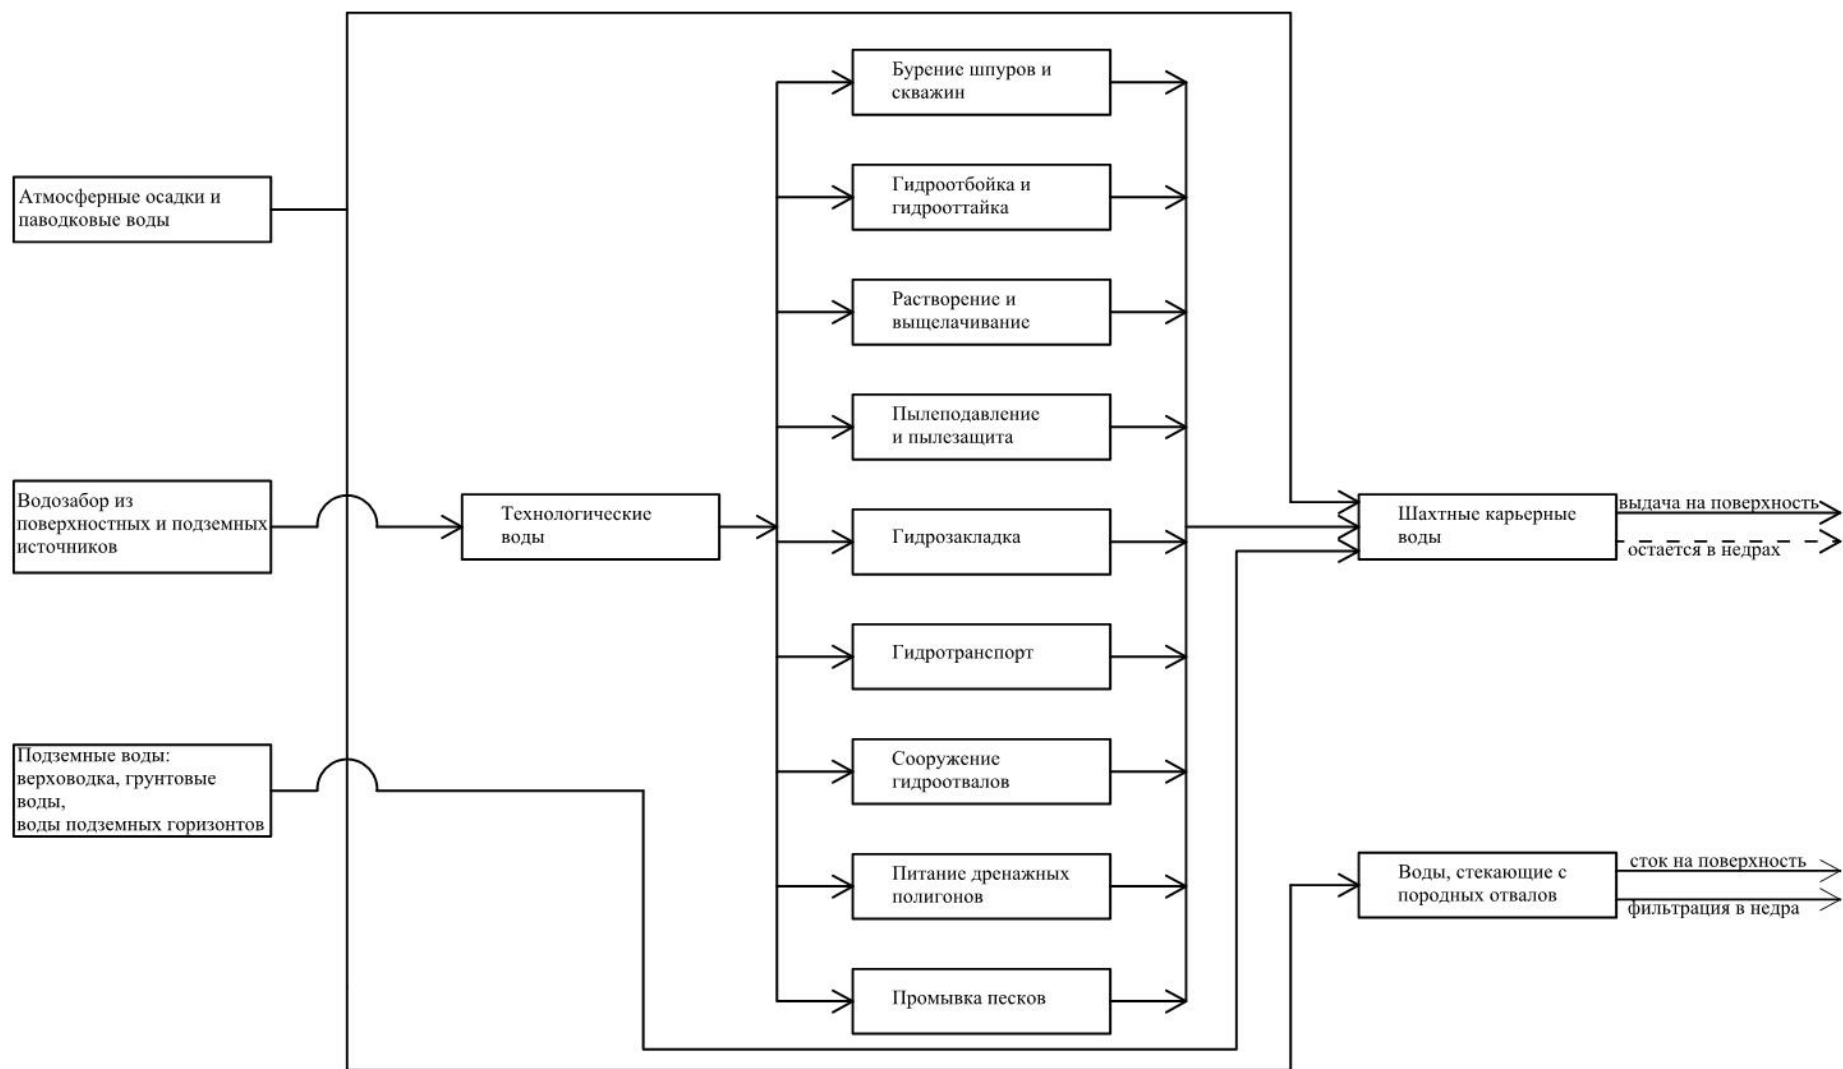 Атмосферные осадки и
паводковые воды
Водозабор из
поверхностных и подземных
источников
Подземные воды:
верховодка, грунтовые
воды,
воды подземных горизонтов
Технологические
воды
Бурение шпуров и
скважин
Гидроотбойка и
гидрооттайка
Растворение и
выщелачивание
Пылеподавление
и пылезащита
Гидрозакладка
Гидротранспорт
Сооружение
гидроотвалов
Питание дренажных
полигонов
Промывка песков
Шахтные карьерные
воды
выдача на поверхность
остается в недрах
Воды, стекающие с
породных отвалов
сток на поверхность
фильтрация в недра